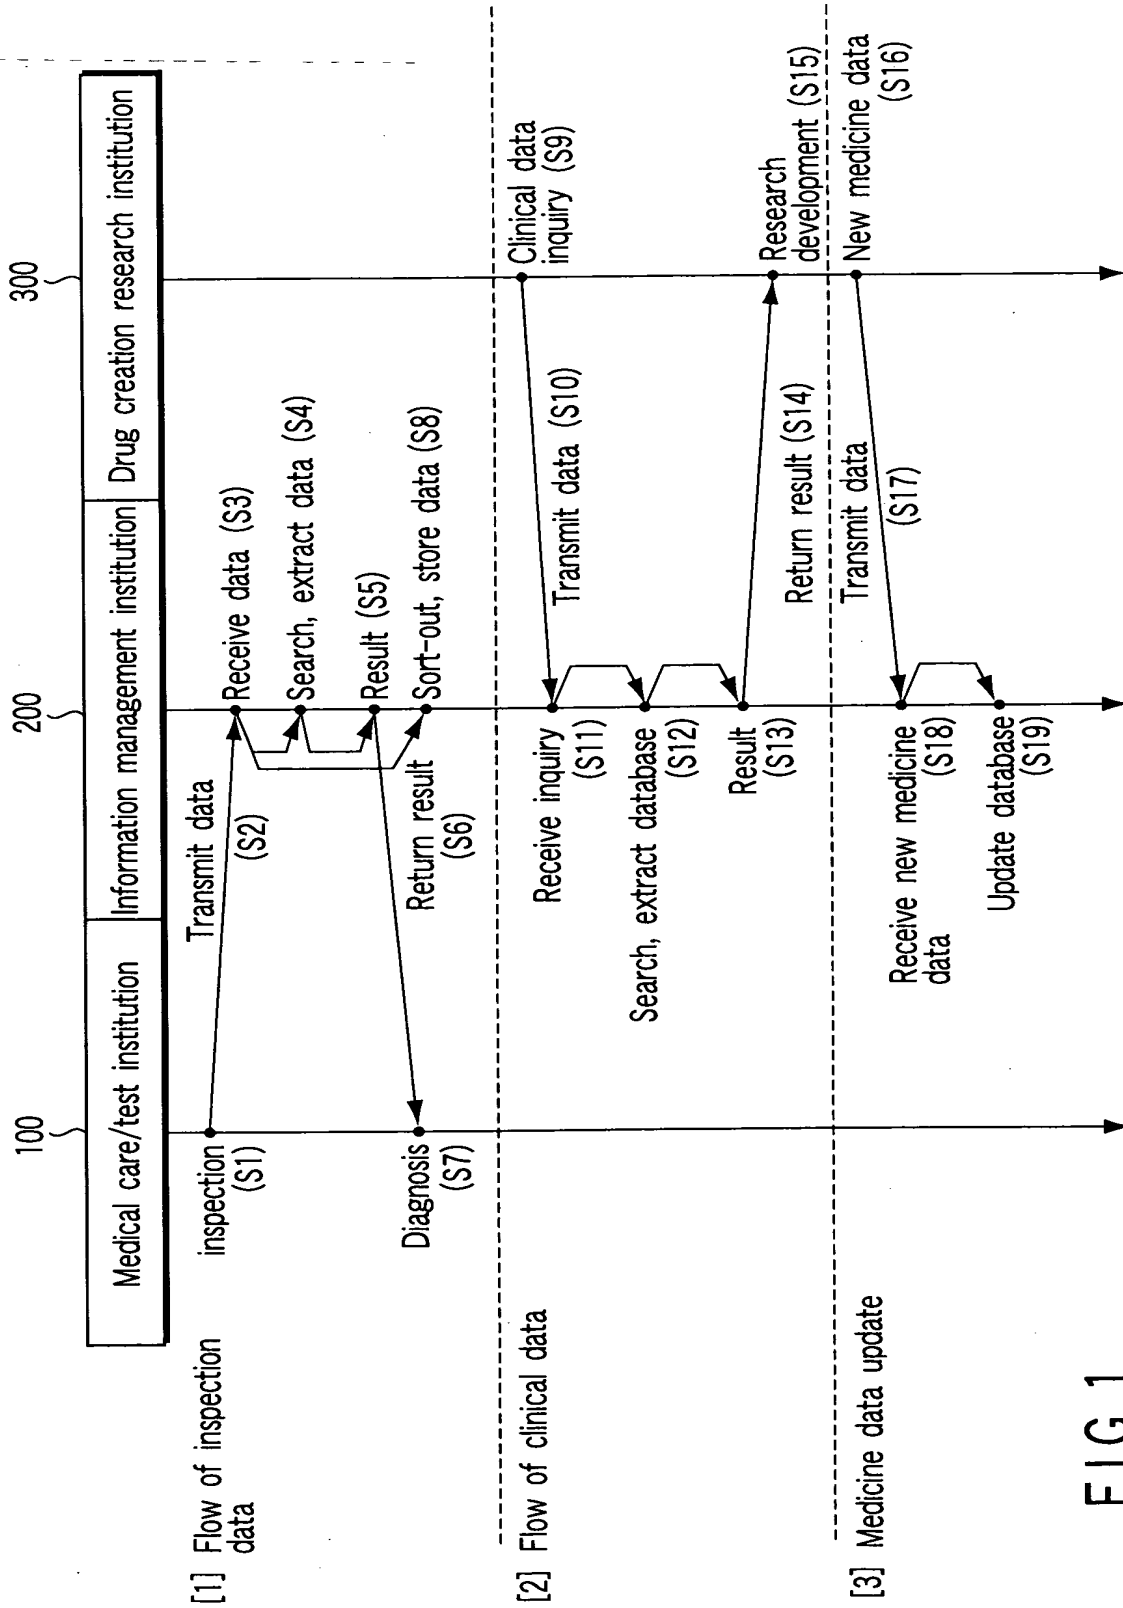 100
200
300
Medical care/test institution
Information management institution
Drug creation research institution
[1] Flow of inspection
data
inspection
(S1)
Transmit data
(S2)
Receive data (S3)
Search, extract data (S4)
Result (S5)
Return result
(S6)
Diagnosis
(S7)
Sort-out, store data (S8)
[2] Flow of clinical data
Clinical data
inquiry (S9)
Transmit data (S10)
Receive inquiry
(S11)
Search, extract database
(S12)
Result
(S13)
Return result (S14)
Research
development (S15)
[3] Medicine data update
New medicine data
(S16)
Transmit data
(S17)
Receive new medicine
data
(S18)
Update database
(S19)
FIG. 1